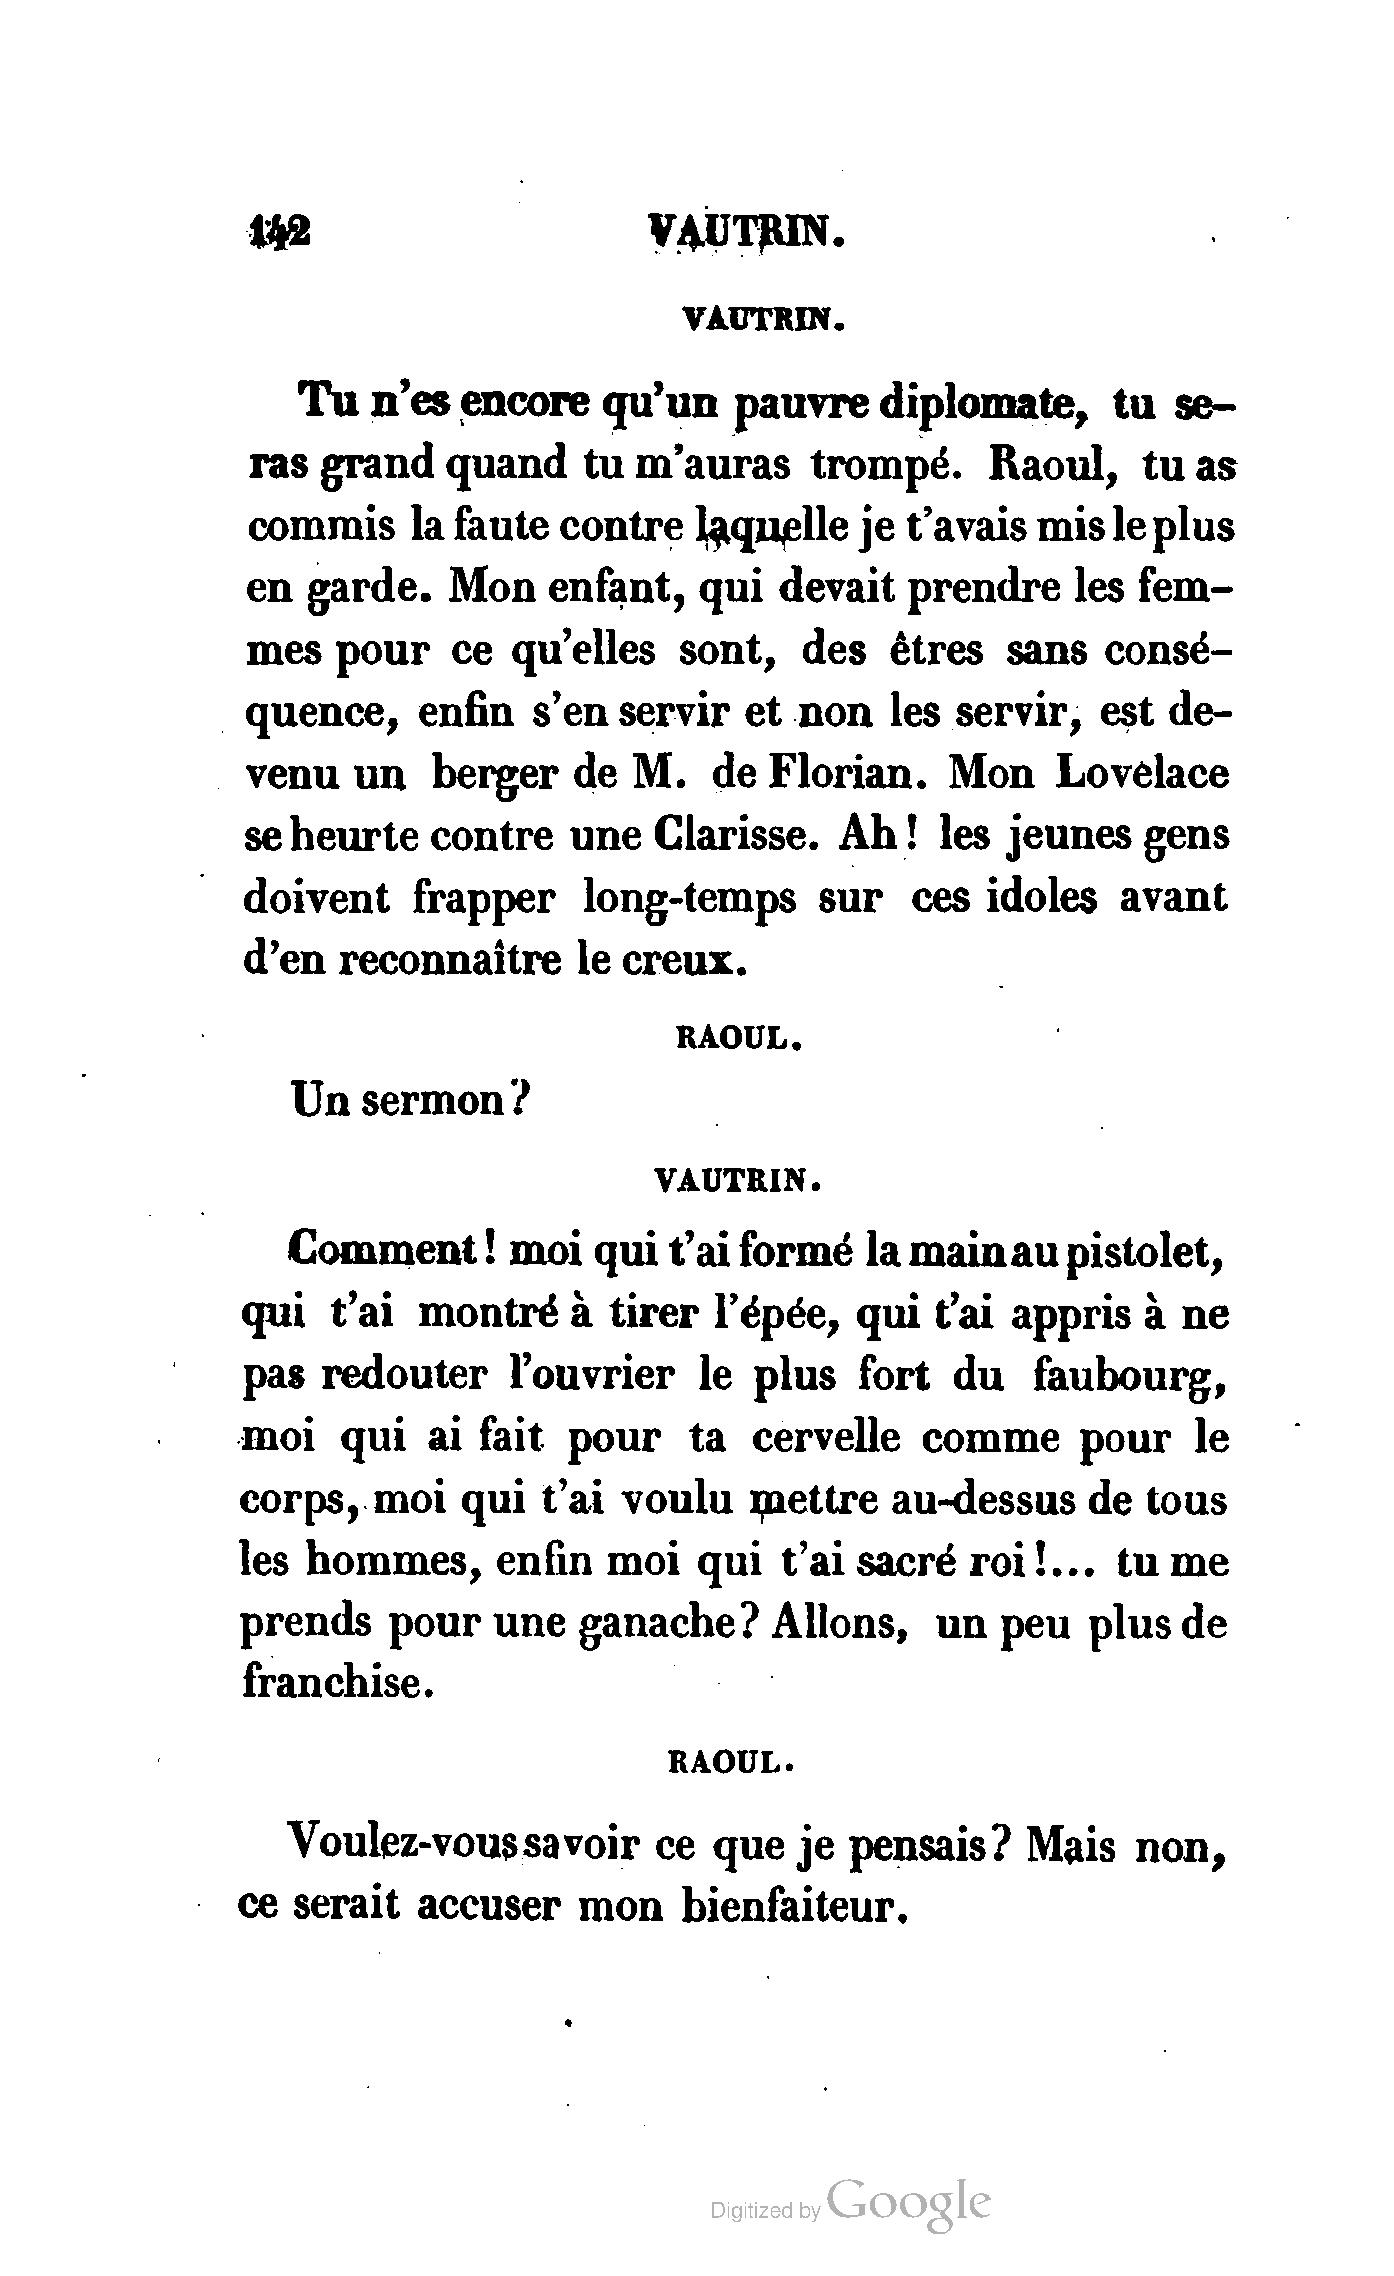 142 VAUTRIN.
VAUTRIN.
Tu n'es encore qu'un pauvre diplomate, tu se-
ras grand quand tu m'auras trompé. Raoul, tu as
commis la faute contre laquelle je t'avais mis le plus
en garde. Mon enfant, qui devait prendre les fem-
mes pour ce qu'elles sont, des êtres sans consé-
quence, enfin s'en servir et non les servir, est de-
venu un berger de M. de Florian. Mon Lovelace
se heurte contre une Clarisse. Ah ! les jeunes gens
doivent frapper long-temps sur ces idoles avant
d'en reconnaître le creux.
RAOUL.
Un sermon ?
VAUTRIN.
Comment ! moi qui t'ai formé la main au pistolet,
qui t'ai montré à tirer l'épée, qui t'ai appris à ne
pas redouter l'ouvrier le plus fort du faubourg,
moi qui ai fait pour ta cervelle comme pour le
corps, moi qui t'ai voulu mettre au-dessus de tous
les hommes, enfin moi qui t'ai sacré roi !... tu me
prends pour une ganache? Allons, un peu plus de
franchise.
RAOUL.
Voulez-vous savoir ce que je pensais? Mais non,
ce serait accuser mon bienfaiteur.
Digitized by Google